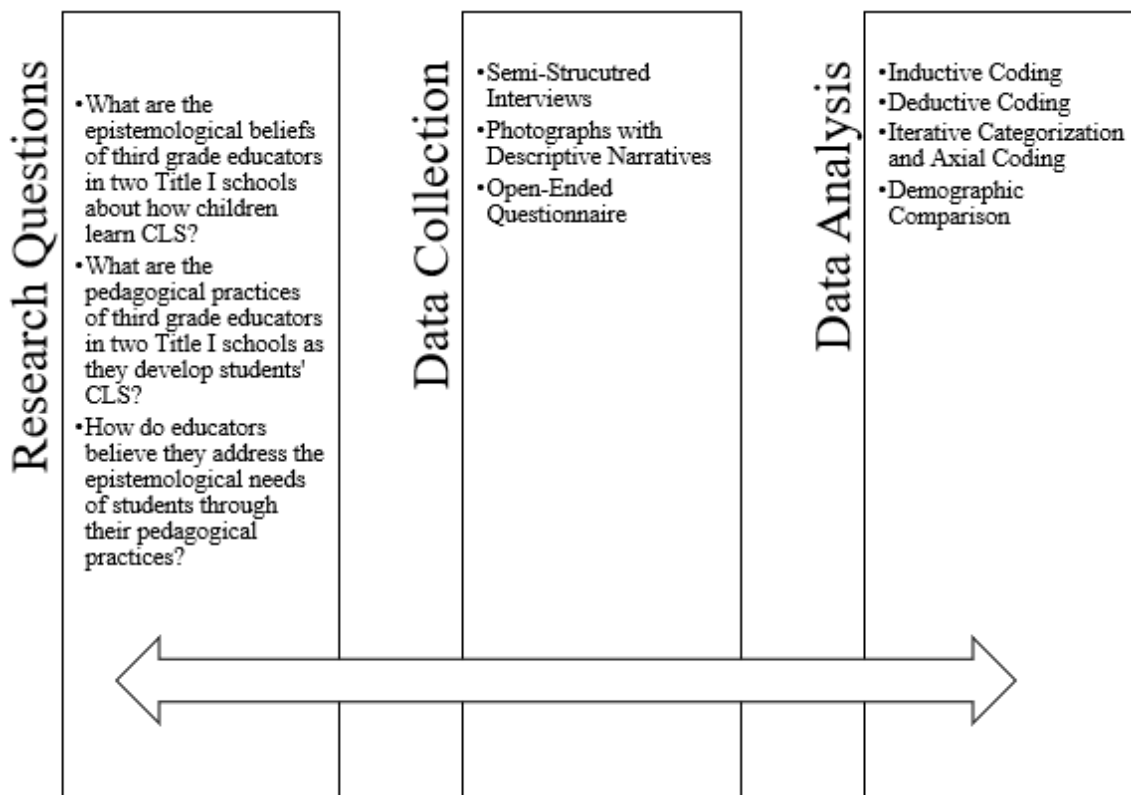 Research Questions
•What are the
epistemological beliefs
of third grade educators
in two Title I schools
about how children
learn CLS?
•What are the
pedagogical practices
of third grade educators
in two Title I schools as
they develop students'
CLS?
•How do educators
believe they address the
epistemological needs
of students through
their pedagogical
practices?
Data Collection
•Semi-Strucutred
Interviews
•Photographs with
Descriptive Narratives
•Open-Ended
Questionnaire
Data Analysis
•Inductive Coding
•Deductive Coding
•Iterative Categorization
and Axial Coding
•Demographic
Comparison